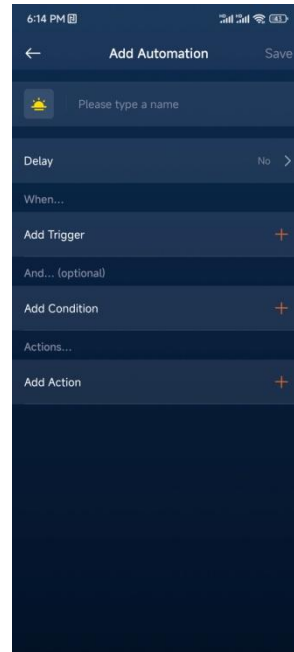 6:14 PM
Add Automation
Save
Please type a name
Delay
No
When...
Add Trigger
And... (optional)
Add Condition
Actions...
Add Action